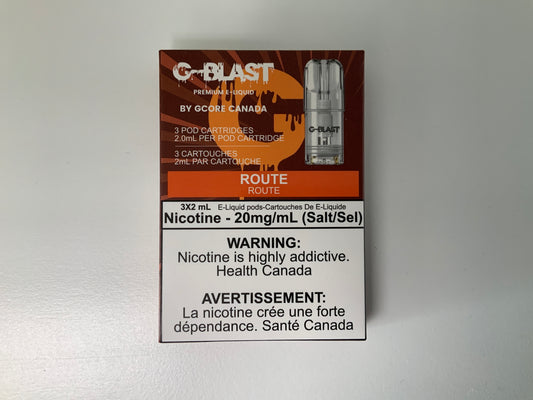 G-BLAST
PREMIUM E-LIQUID
BY GCORE CANADA
3 POD CARTRIDGES
2.0mL PER POD CARTRIDGE
3 CARTOUCHES
2mL PAR CARTOUCHE
G-BLAST
ROUTE
ROUTE
3X2 mL E-Liquid pods-Cartouches De E-Liquide
Nicotine - 20mg/mL (Salt/Sel)
WARNING:
Nicotine is highly addictive.
Health Canada
AVERTISSEMENT:
La nicotine crée une forte
dépendance. Santé Canada